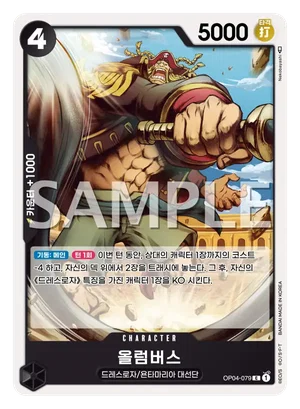 4
5000
타격
打
카운터 +1000
SAMPLE
기동: 메인 턴 1회 이번 턴 동안, 상대의 캐릭터 1장까지의 코스트
-4 하고, 자신의 덱 위에서 2장을 트래시에 놓는다. 그 후, 자신의
《드레스로자》 특징을 가진 캐릭터 1장을 KO 시킨다.
CHARACTER
올럼버스
드레스로자/욘타마리아 대선단
OP04-079 C 1
BANDAI MADE IN KOREA